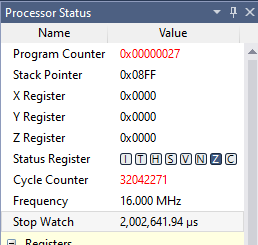 Processor Status
Name Value
Program Counter 0x00000027
Stack Pointer 0x08FF
X Register 0x0000
Y Register 0x0000
Z Register 0x0000
Status Register I T H S V N Z C
Cycle Counter 32042271
Frequency 16.000 MHz
Stop Watch 2,002,641.94 µs
Registers